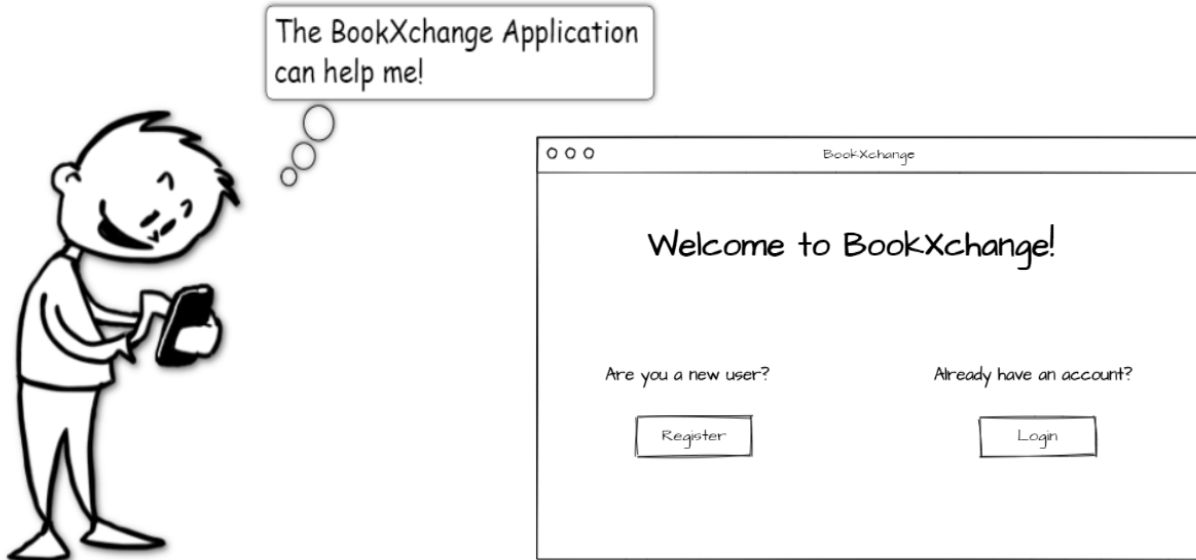 The BookXchange Application
can help me!
BookXchange
Welcome to BookXchange!
Are you a new user?
Already have an account?
Register
Login